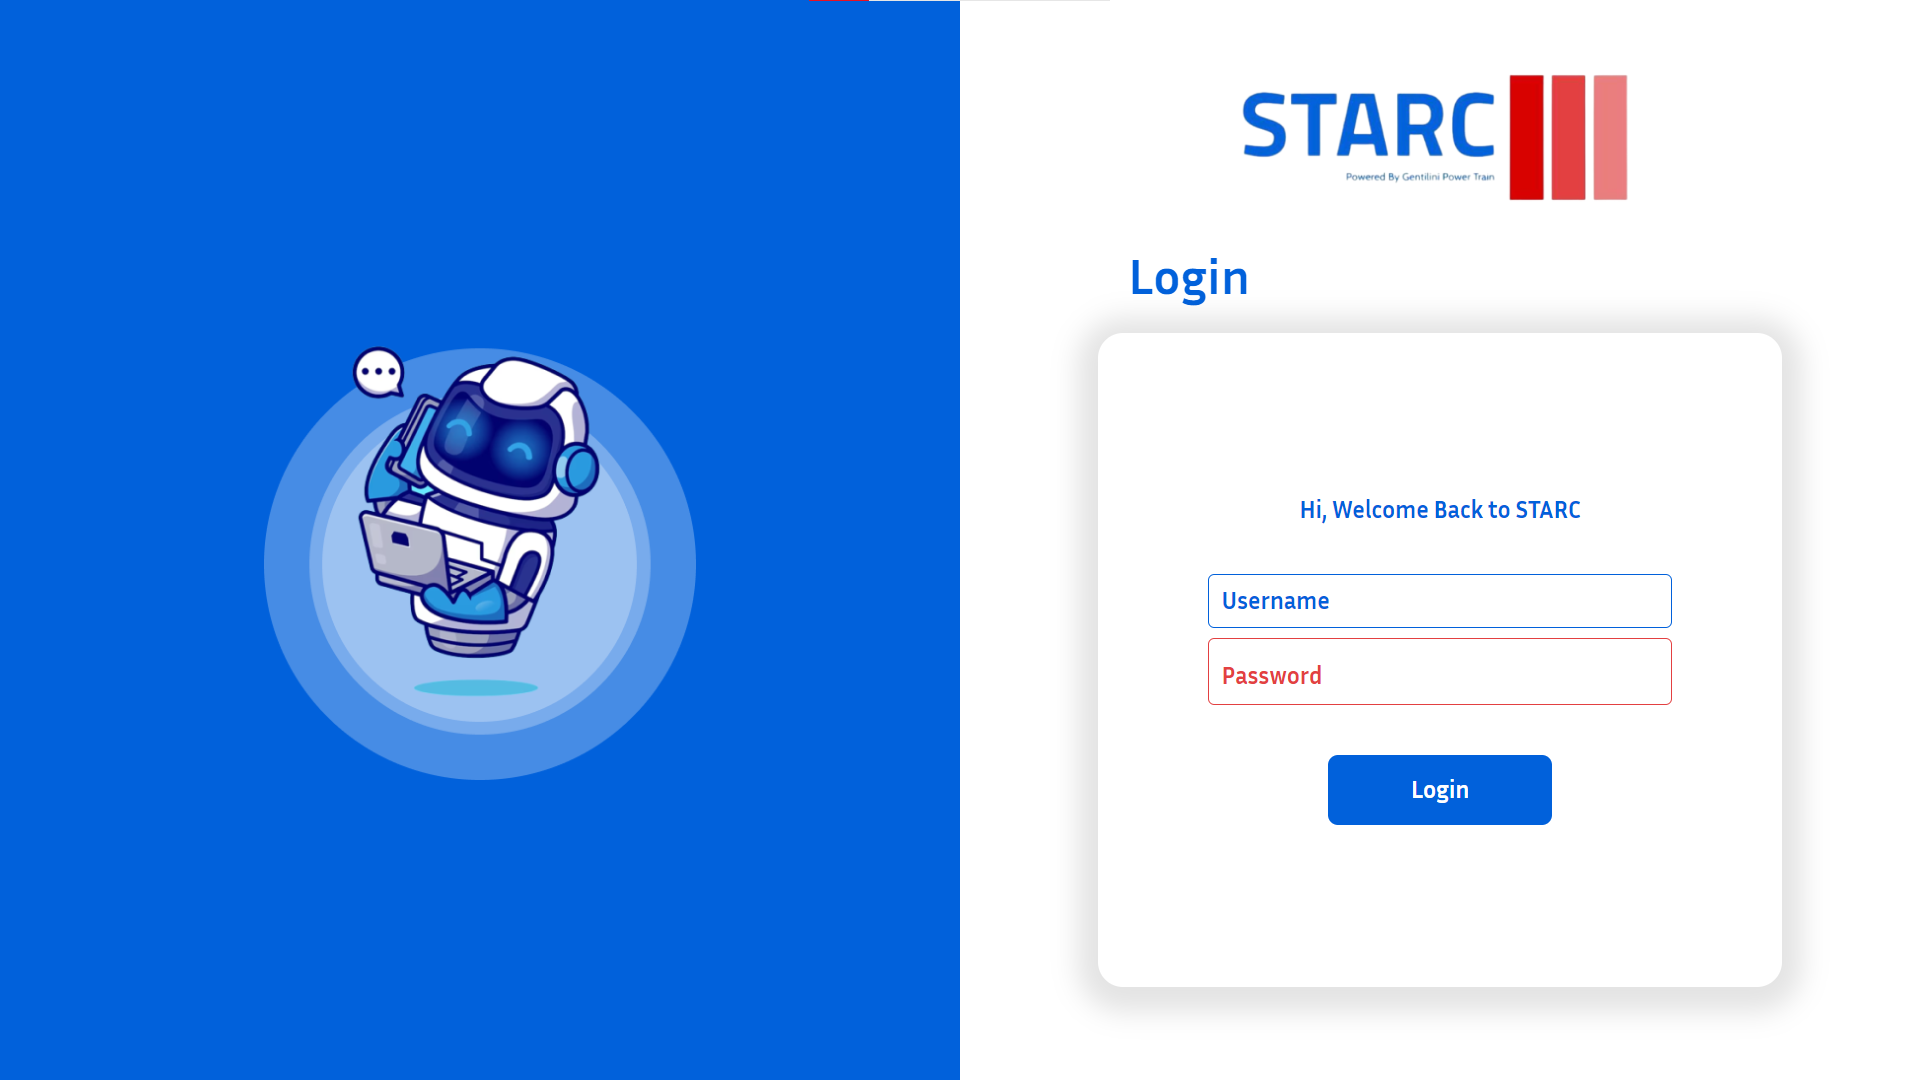 STARC
Powered By Gentilini Power Train
Login
Hi, Welcome Back to STARC
Username
Password
Login